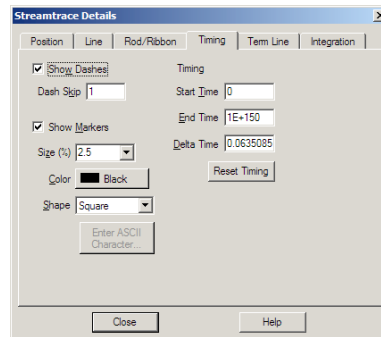 Streamtrace Details
Position Line Rod/Ribbon Timing Term Line Integration
Show Dashes
Dash Skip 1
Show Markers
Size (%) 2.5
Color Black
Shape Square
Enter ASCII
Character...
Timing
Start Time 0
End Time 1E+150
Delta Time 0.0635085
Reset Timing
Close Help